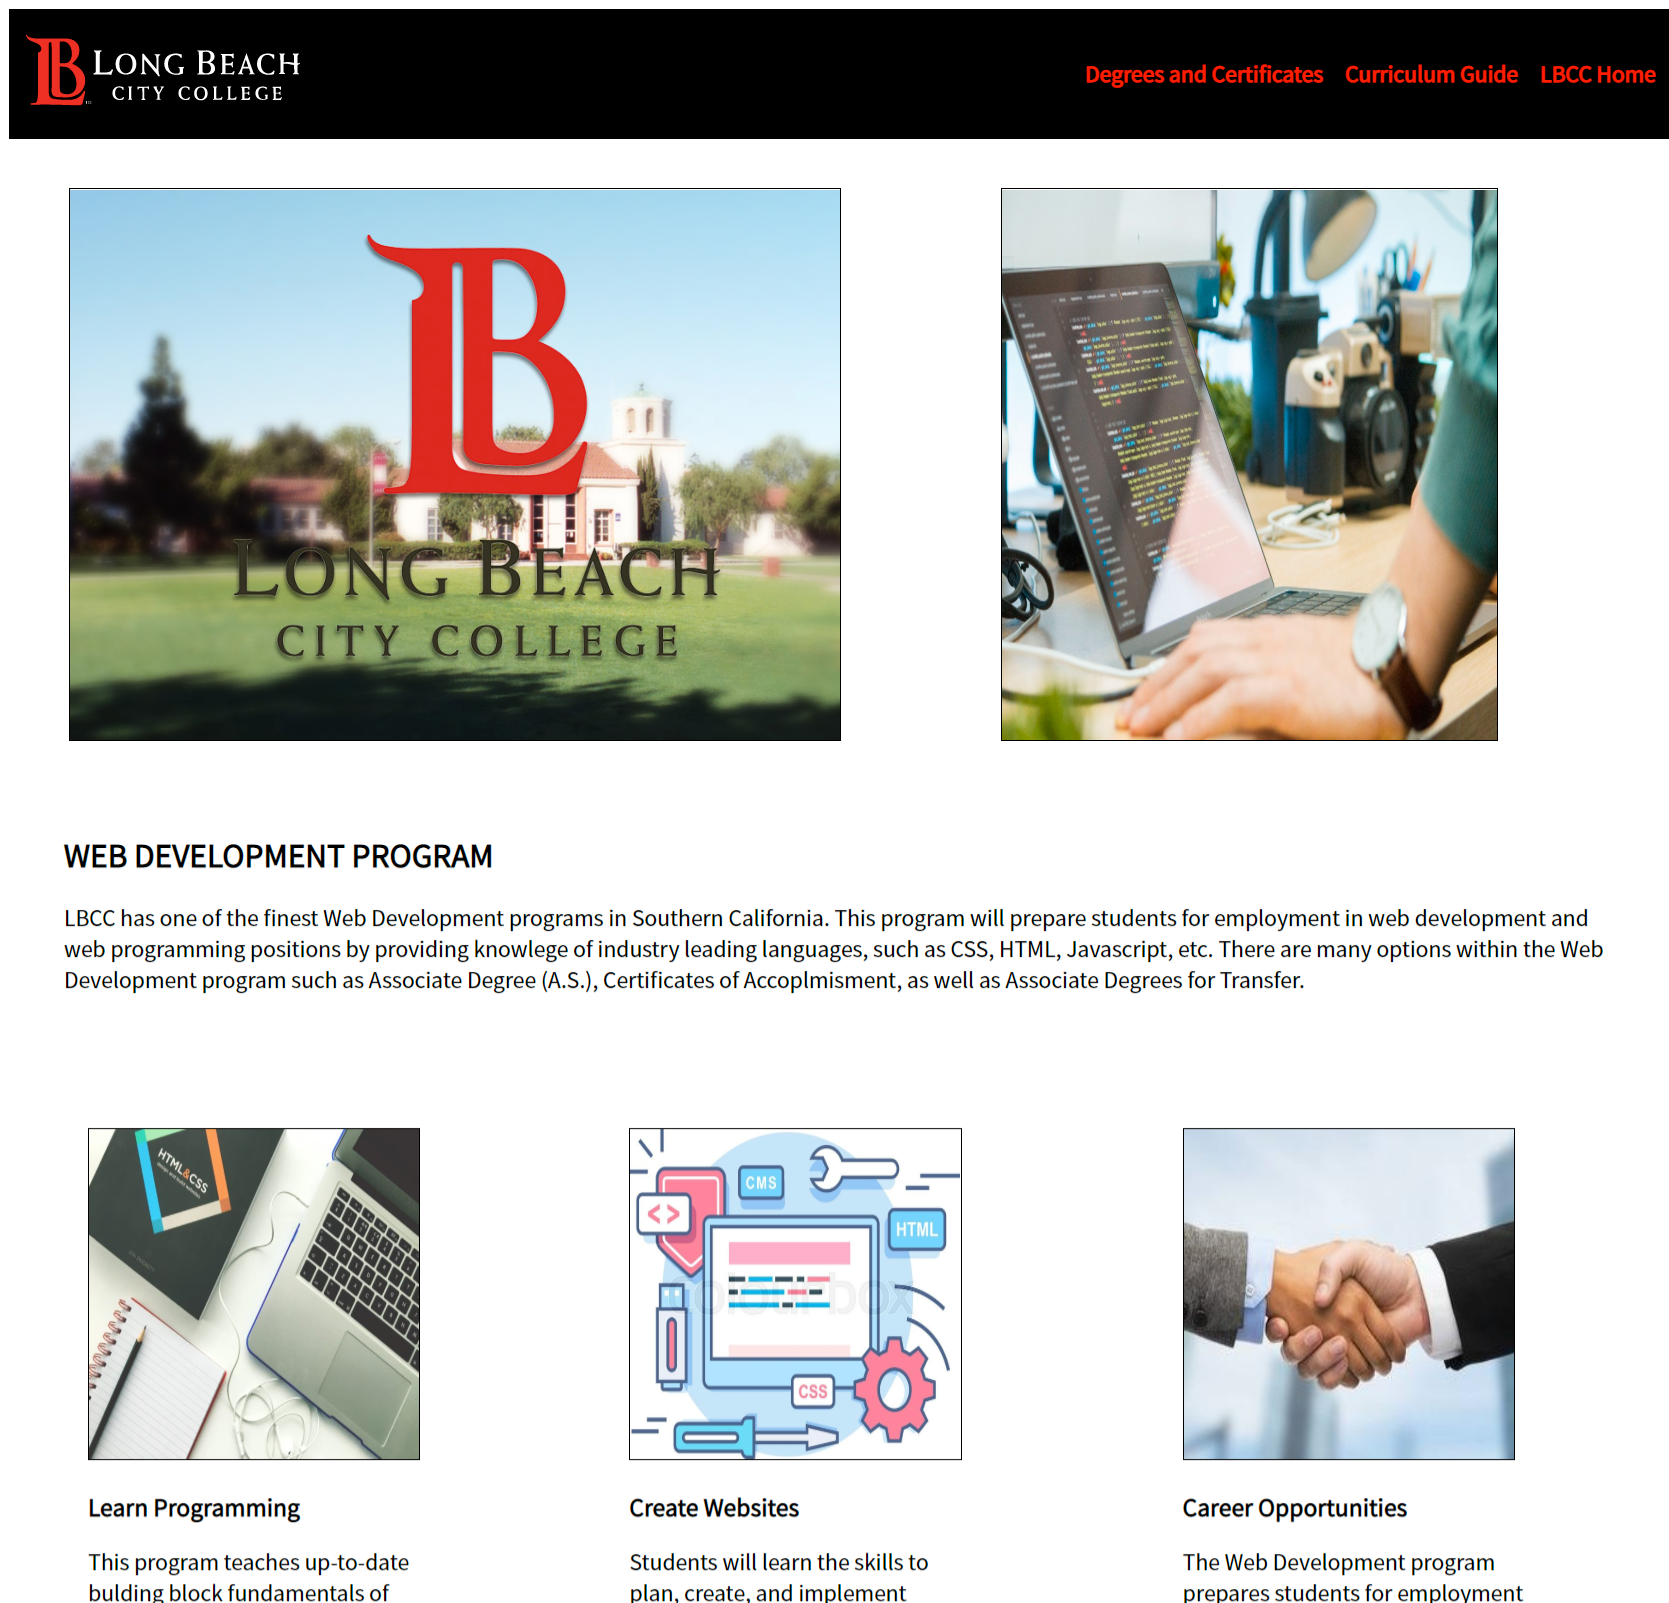 LB LONG BEACH
CITY COLLEGE
Degrees and Certificates Curriculum Guide LBCC Home
LB
LONG BEACH
CITY COLLEGE
WEB DEVELOPMENT PROGRAM
LBCC has one of the finest Web Development programs in Southern California. This program will prepare students for employment in web development and
web programming positions by providing knowlege of industry leading languages, such as CSS, HTML, Javascript, etc. There are many options within the Web
Development program such as Associate Degree (A.S.), Certificates of Accoplmisment, as well as Associate Degrees for Transfer.
HTML&CSS
CMS
<>
HTML
colourbox
CSS
Learn Programming
This program teaches up-to-date
bulding block fundamentals of
Create Websites
Students will learn the skills to
plan, create, and implement
Career Opportunities
The Web Development program
prepares students for employment